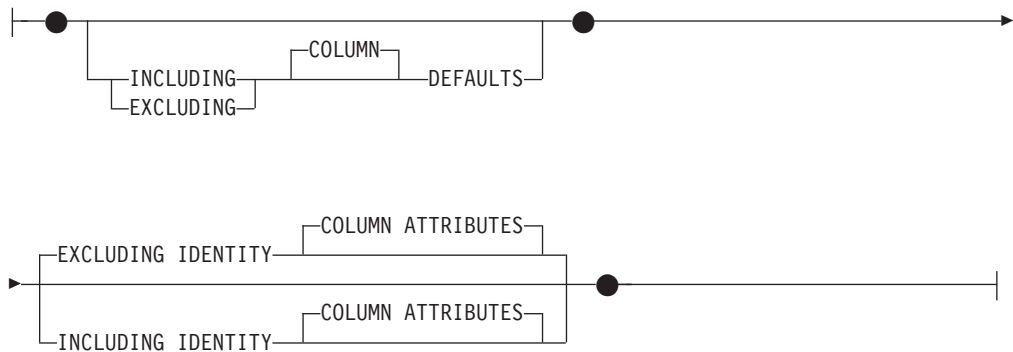 COLUMN
INCLUDING DEFAULTS
EXCLUDING
COLUMN ATTRIBUTES
EXCLUDING IDENTITY
COLUMN ATTRIBUTES
INCLUDING IDENTITY